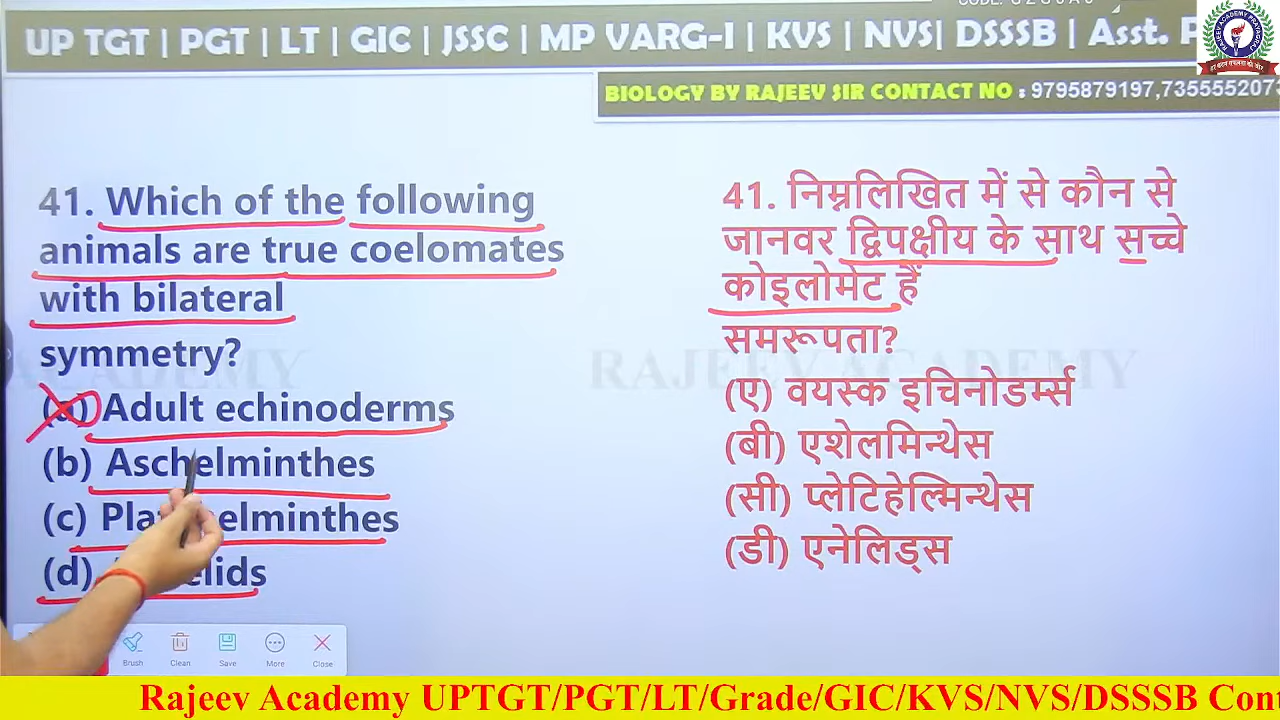 UP TGT | PGT | LT | GIC | JSSC | MP VARG-I | KVS | NVS| DSSSB | Asst.
BIOLOGY BY RAJEEV SIR CONTACT NO : 9795879197,735555207
41. Which of the following
animals are true coelomates
with bilateral
symmetry?
(a) Adult echinoderms
(b) Aschelminthes
(c)
(d)
41. निम्नलिखित में से कौन से
जानवर द्विपक्षीय के साथ सच्चे
कोइलोमेट हैं
समरूपता?
(ए) वयस्क इचिनोडर्म्स
(बी) एशेलमिन्थेस
(सी) प्लेटिहेल्मिन्थेस
(डी) एनेलिड्स
RAJEEV ACADEMY
Brush
Clean
Save
More
Close
Rajeev Academy UPTGT/PGT/LT/Grade/GIC/KVS/NVS/DSSSB